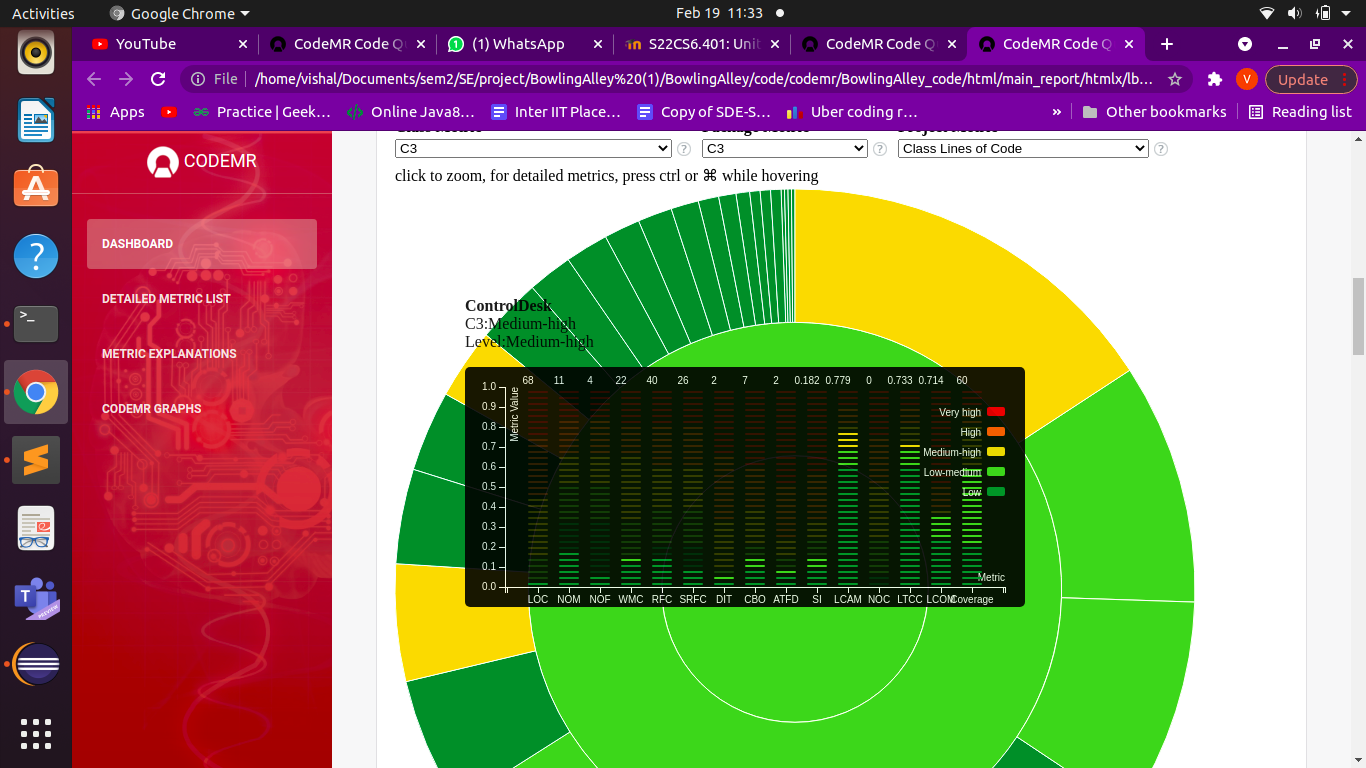 Activities
Google Chrome
Feb 19 11:33
YouTube
CodeMR Code Q
(1) WhatsApp
S22CS6.401: Unit
CodeMR Code Q
CodeMR Code Q
File
/home/vishal/Documents/sem2/SE/project/BowlingAlley%20(1)/BowlingAlley/code/codemr/BowlingAlley_code/html/main_report/htmlx/lb…
V
Update
Apps
Practice | Geek…
Online Java8…
Inter IIT Place…
Copy of SDE-S…
Uber coding r…
»
Other bookmarks
Reading list
CODEMR
DASHBOARD
DETAILED METRIC LIST
METRIC EXPLANATIONS
CODEMR GRAPHS
C3 ?
C3 ?
Class Lines of Code ?
click to zoom, for detailed metrics, press ctrl or ⌘ while hovering
ControlDesk
C3:Medium-high
Level:Medium-high
68 11 4 22 40 26 2 7 2 0.182 0.779 0 0.733 0.714 60
1.0
0.9
0.8
0.7
0.6
0.5
0.4
0.3
0.2
0.1
0.0
Metric Value
Very high
High
Medium-high
Low-medium
Low
Metric
LOC NOM NOF WMC RFC SRFC DIT CBO ATFD SI LCAM NOC LTCC LCOM Coverage